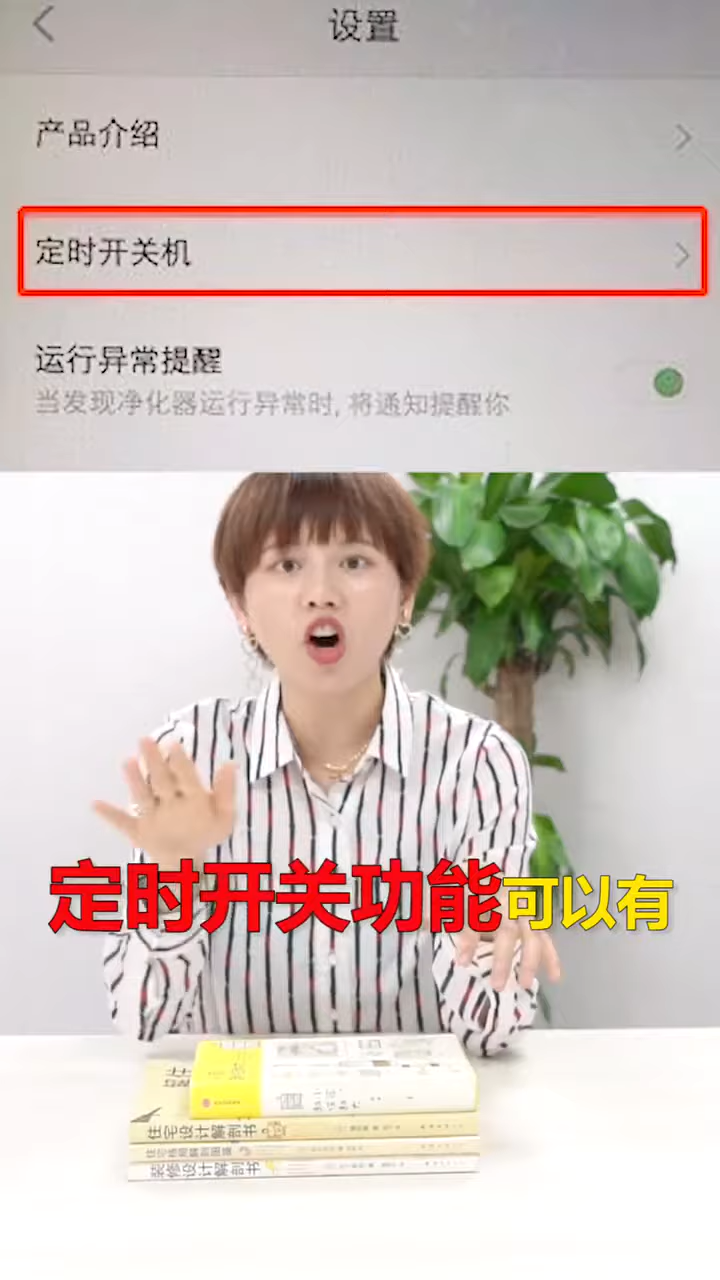 设置
产品介绍
定时开关机
运行异常提醒
当发现净化器运行异常时, 将通知提醒你
定时开关功能可以有
住宅设计解剖书
装修设计解剖书